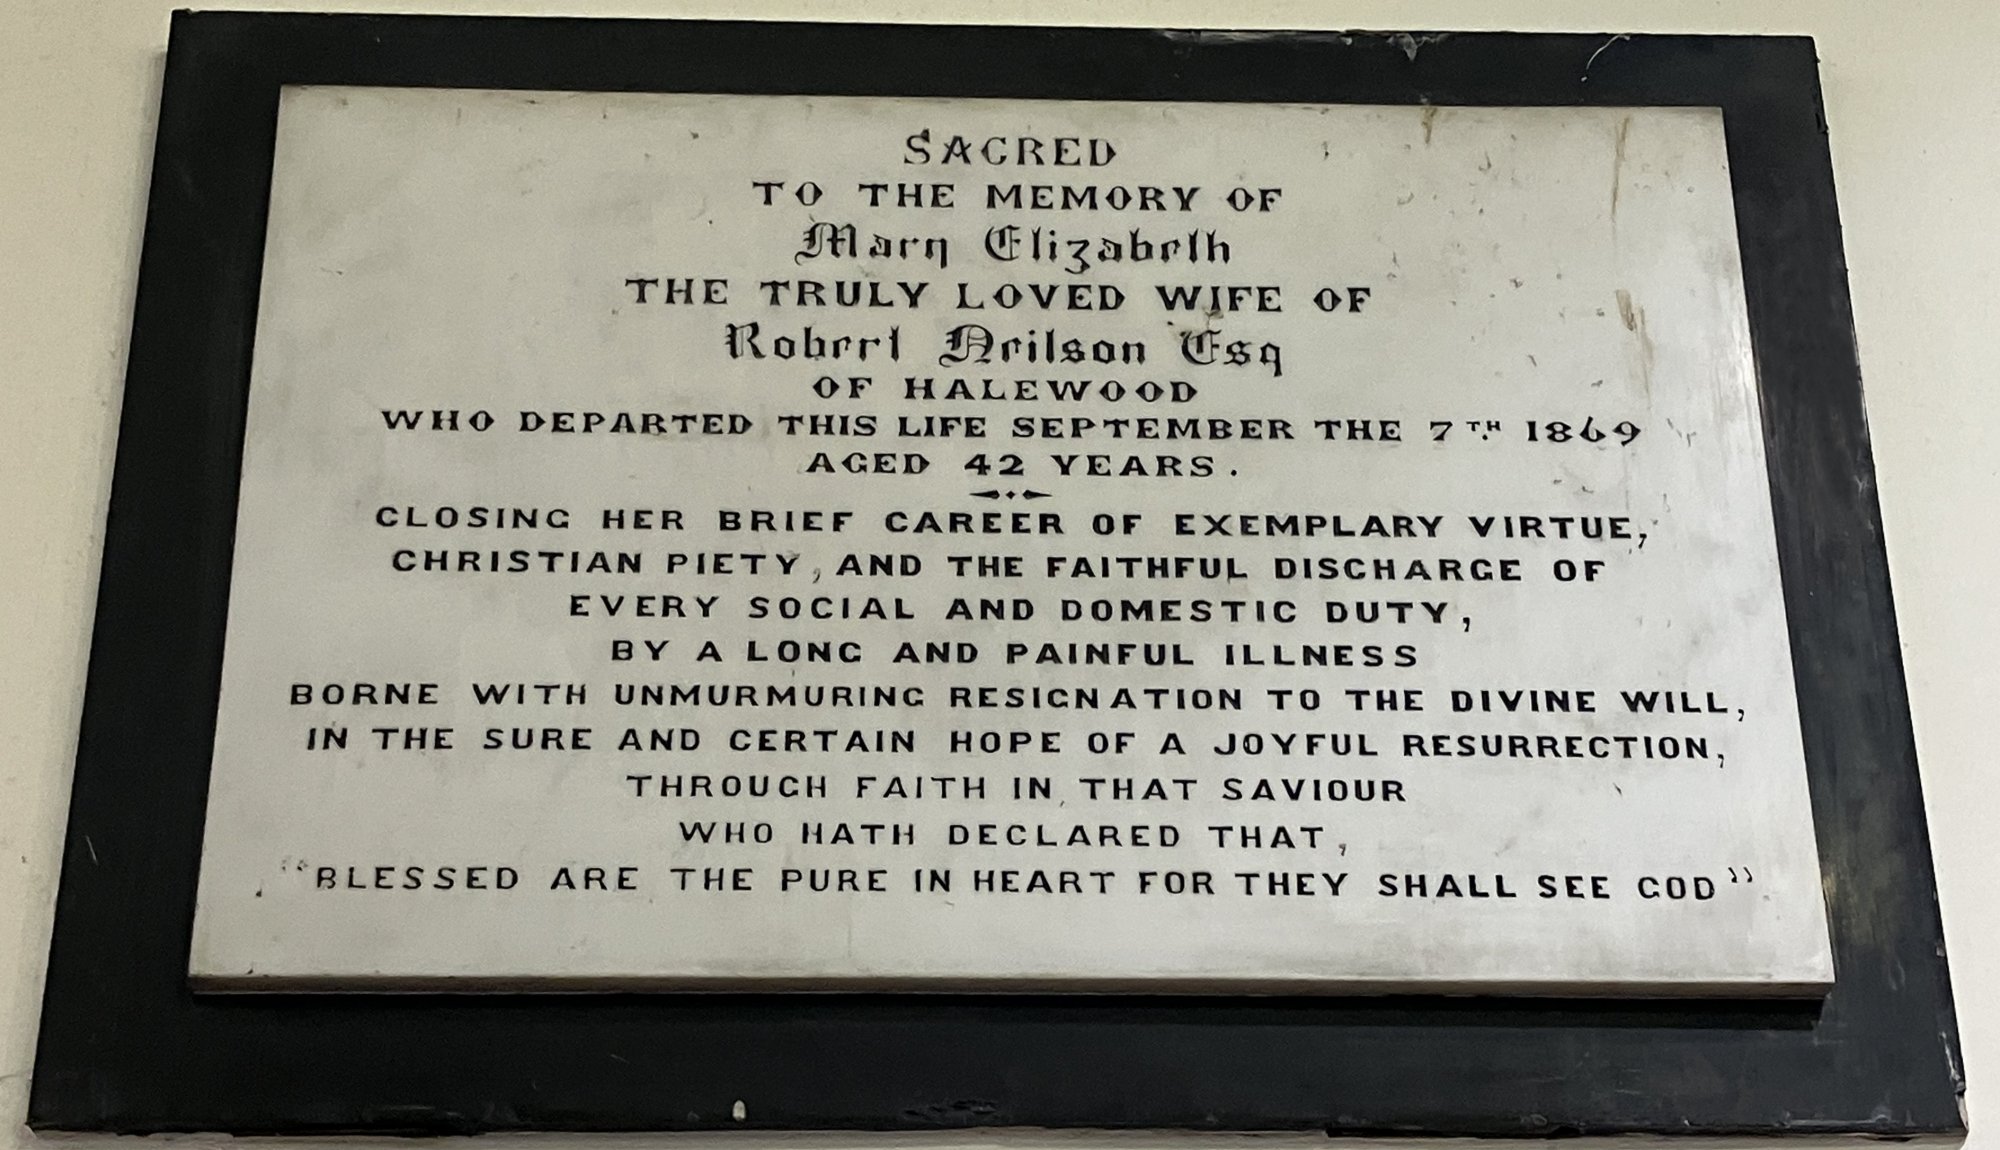 SACRED
TO THE MEMORY OF
Mary Elizabeth
THE TRULY LOVED WIFE OF
Robert Neilson Esq
OF HALEWOOD
WHO DEPARTED THIS LIFE SEPTEMBER THE 7TH 1869
AGED 42 YEARS.
CLOSING HER BRIEF CAREER OF EXEMPLARY VIRTUE,
CHRISTIAN PIETY, AND THE FAITHFUL DISCHARGE OF
EVERY SOCIAL AND DOMESTIC DUTY,
BY A LONG AND PAINFUL ILLNESS
BORNE WITH UNMURMURING RESIGNATION TO THE DIVINE WILL,
IN THE SURE AND CERTAIN HOPE OF A JOYFUL RESURRECTION,
THROUGH FAITH IN THAT SAVIOUR
WHO HATH DECLARED THAT,
"BLESSED ARE THE PURE IN HEART FOR THEY SHALL SEE GOD"